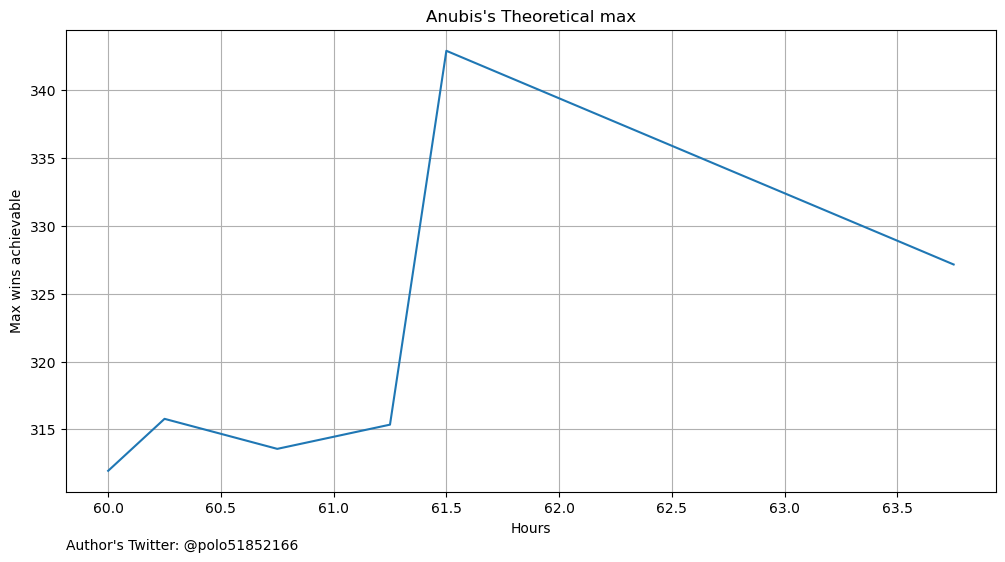 Anubis's Theoretical max
Max wins achievable
340
335
330
325
320
315
60.0 60.5 61.0 61.5 62.0 62.5 63.0 63.5
Hours
Author's Twitter: @polo51852166